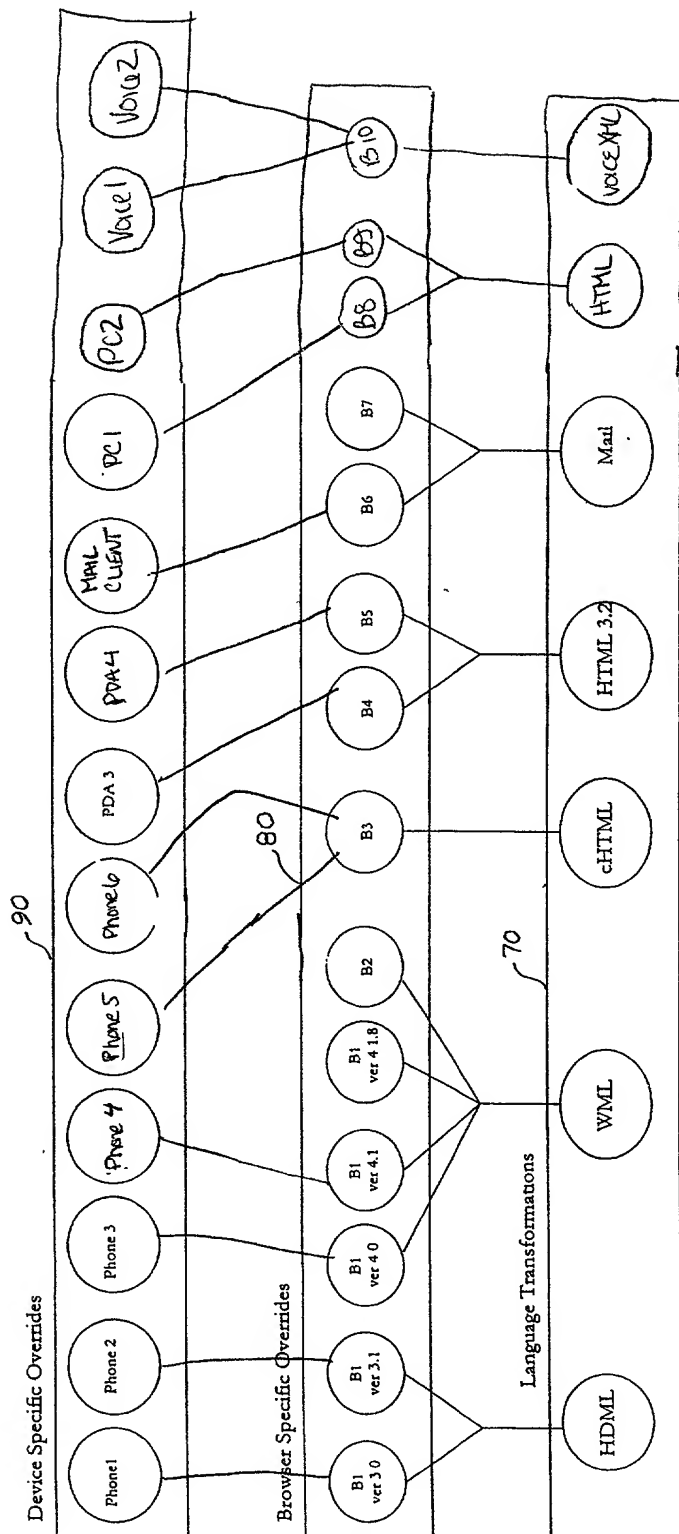 Device Specific Overrides
90
Phone1
Phone 2
Phone 3
Phone 4
Phone 5
Phone 6
PDA 3
PDA4
MAIL
CLIENT
PC1
PC2
Voice1
Voice2
Browser Specific Overrides
80
B1
ver 3 0
B1
ver 3.1
B1
ver 4 0
B1
ver 4.1
B1
ver 4 1.8
B2
B3
B4
B5
B6
B7
B8
B9
B10
Language Transformations
70
HDML
WML
cHTML
HTML 3.2
Mail
HTML
VOICE XML